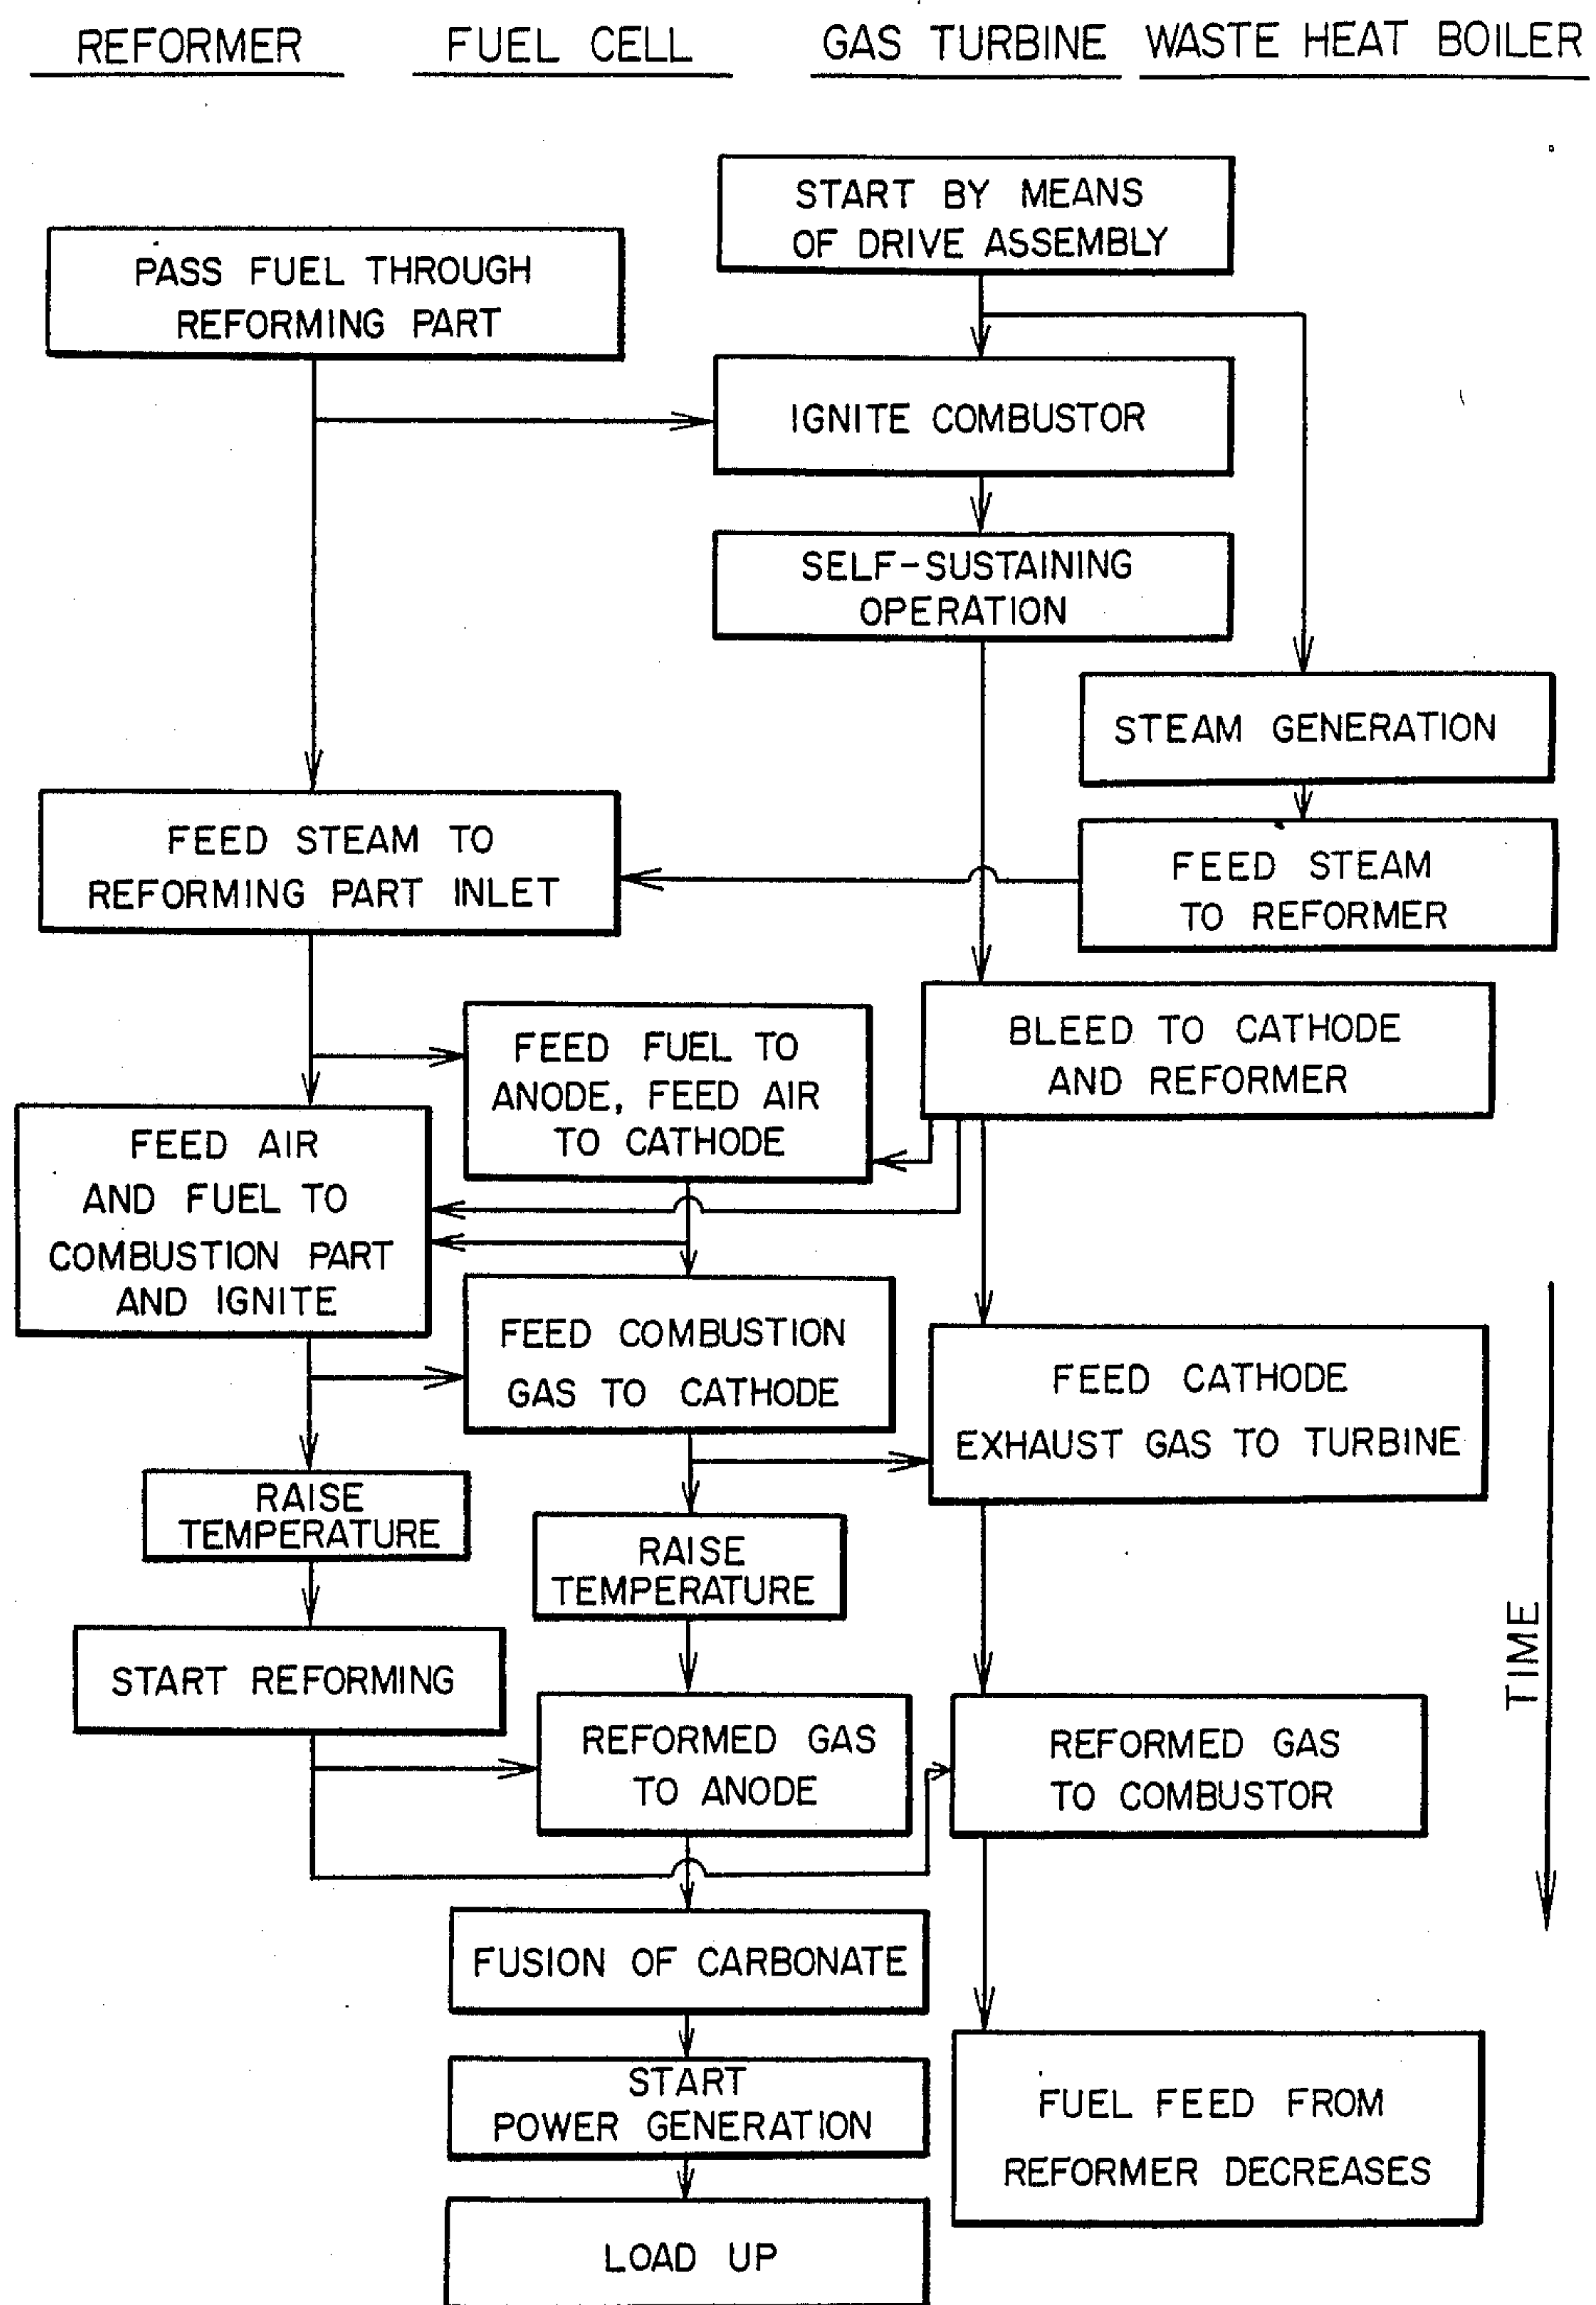 REFORMER
FUEL CELL
GAS TURBINE
WASTE HEAT BOILER
START BY MEANS
OF DRIVE ASSEMBLY
PASS FUEL THROUGH
REFORMING PART
IGNITE COMBUSTOR
SELF-SUSTAINING
OPERATION
STEAM GENERATION
FEED STEAM TO
REFORMING PART INLET
FEED STEAM
TO REFORMER
FEED FUEL TO
ANODE, FEED AIR
TO CATHODE
BLEED TO CATHODE
AND REFORMER
FEED AIR
AND FUEL TO
COMBUSTION PART
AND IGNITE
FEED COMBUSTION
GAS TO CATHODE
FEED CATHODE
EXHAUST GAS TO TURBINE
RAISE
TEMPERATURE
RAISE
TEMPERATURE
START REFORMING
REFORMED GAS
TO ANODE
REFORMED GAS
TO COMBUSTOR
TIME
FUSION OF CARBONATE
START
POWER GENERATION
FUEL FEED FROM
REFORMER DECREASES
LOAD UP